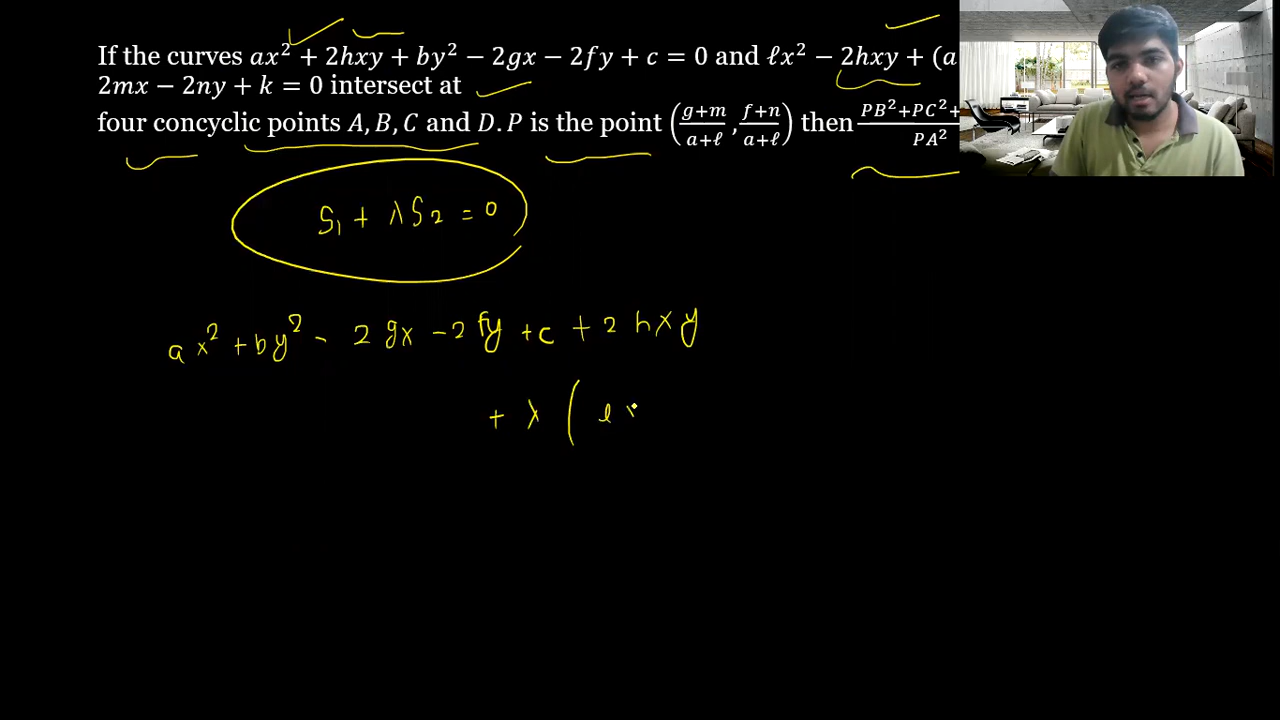 If the curves ax² + 2hxy + by² − 2gx − 2fy + c = 0 and ℓx² − 2hxy + (a
2mx − 2ny + k = 0 intersect at
four concyclic points A, B, C and D. P is the point ((g+m)/(a+ℓ), (f+n)/(a+ℓ)) then (PB²+PC²+)/(PA²)
S₁ + λS₂ = 0
ax² + by² - 2gx - 2fy + c + 2hxy
+ λ ( ℓ